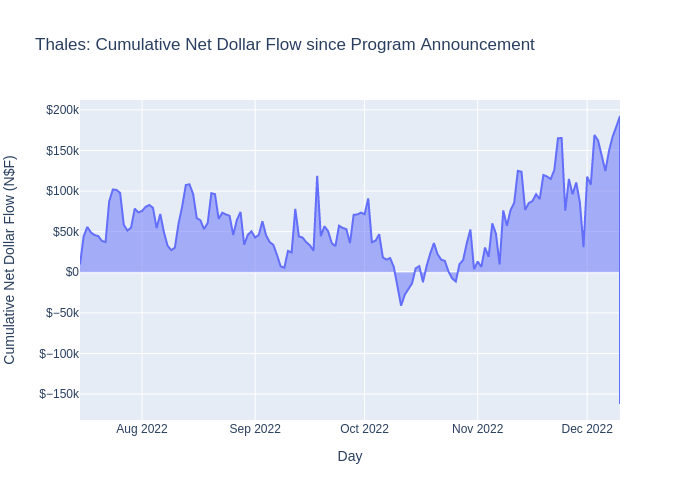 Thales: Cumulative Net Dollar Flow since Program Announcement
Cumulative Net Dollar Flow (N$F)
$200k
$150k
$100k
$50k
$0
$−50k
$−100k
$−150k
Aug 2022
Sep 2022
Oct 2022
Nov 2022
Dec 2022
Day